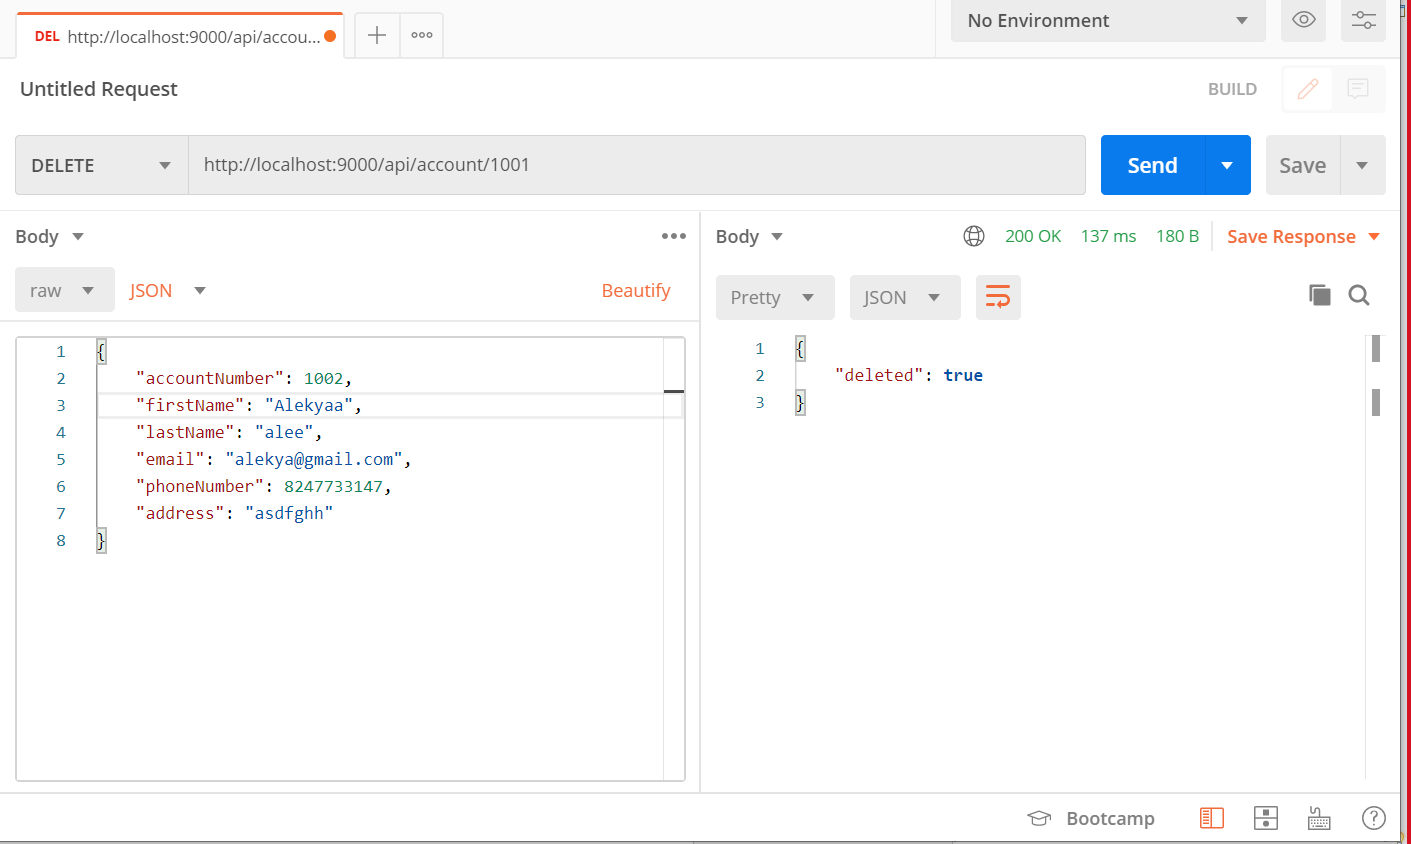 DEL http://localhost:9000/api/accou...
No Environment
Untitled Request
BUILD
DELETE
http://localhost:9000/api/account/1001
Send
Save
Body
raw
JSON
Beautify
1 {
2 "accountNumber": 1002,
3 "firstName": "Alekyaa",
4 "lastName": "alee",
5 "email": "alekya@gmail.com",
6 "phoneNumber": 8247733147,
7 "address": "asdfghh"
8 }
Body
200 OK 137 ms 180 B Save Response
Pretty
JSON
1 {
2 "deleted": true
3 }
Bootcamp